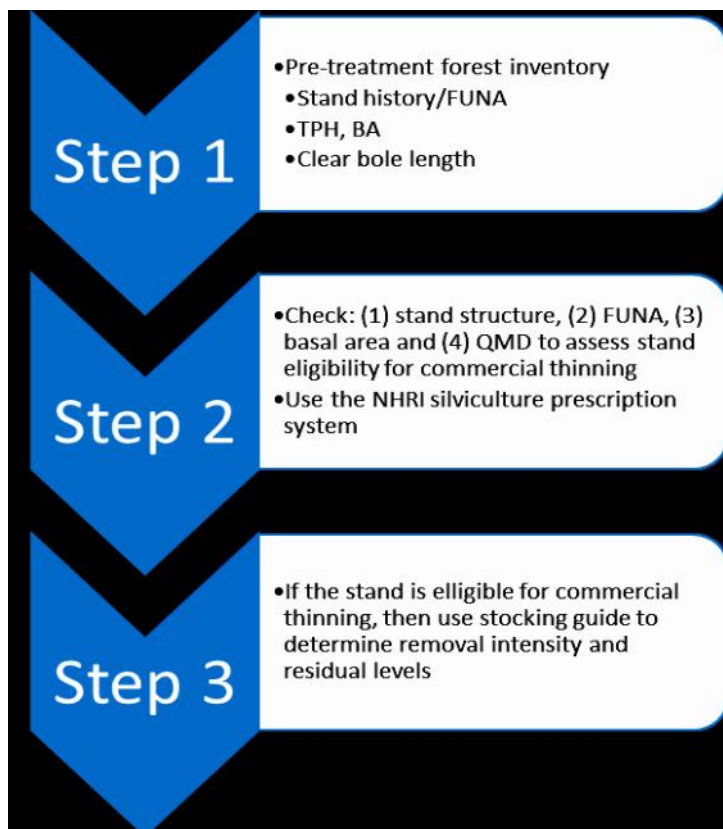 Step 1
•Pre-treatment forest inventory
•Stand history/FUNA
•TPH, BA
•Clear bole length
Step 2
•Check: (1) stand structure, (2) FUNA, (3)
basal area and (4) QMD to assess stand
eligibility for commercial thinning
•Use the NHRI silviculture prescription
system
Step 3
•If the stand is elligible for commercial
thinning, then use stocking guide to
determine removal intensity and
residual levels